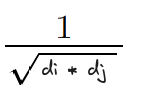 1
√di * dj